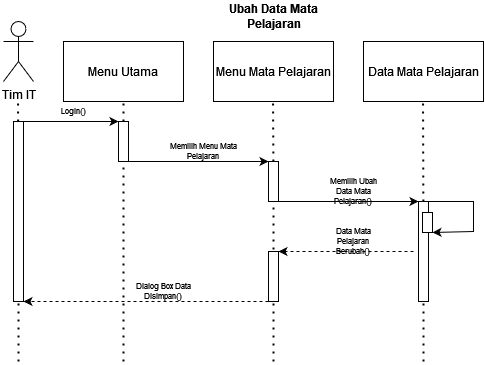 Ubah Data Mata
Pelajaran
Tim IT
Menu Utama
Menu Mata Pelajaran
Data Mata Pelajaran
Login()
Memilih Menu Mata
Pelajaran
Memilih Ubah
Data Mata
Pelajaran()
Data Mata
Pelajaran
Berubah()
Dialog Box Data
Disimpan()